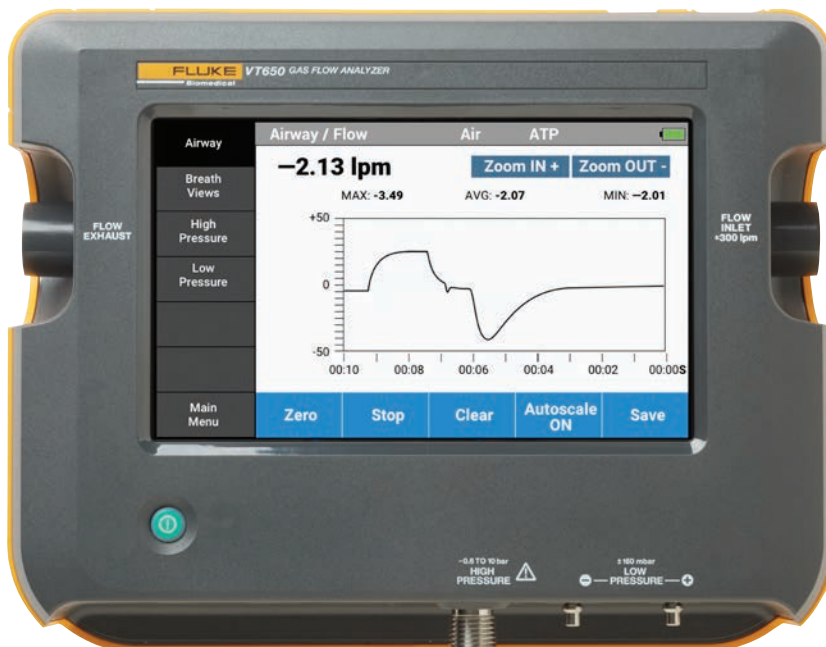 FLUKE VT650 GAS FLOW ANALYZER
Biomedical
Airway
Breath
Views
High
Pressure
Low
Pressure
Main
Menu
Airway / Flow Air ATP
−2.13 lpm
Zoom IN + Zoom OUT -
MAX: -3.49 AVG: -2.07 MIN: −2.01
+50
0
-50
00:10 00:08 00:06 00:04 00:02 00:00S
Zero
Stop
Clear
Autoscale
ON
Save
FLOW
EXHAUST
FLOW
INLET
±300 lpm
−0.8 TO 10 bar
HIGH
PRESSURE
±160 mbar
LOW
PRESSURE